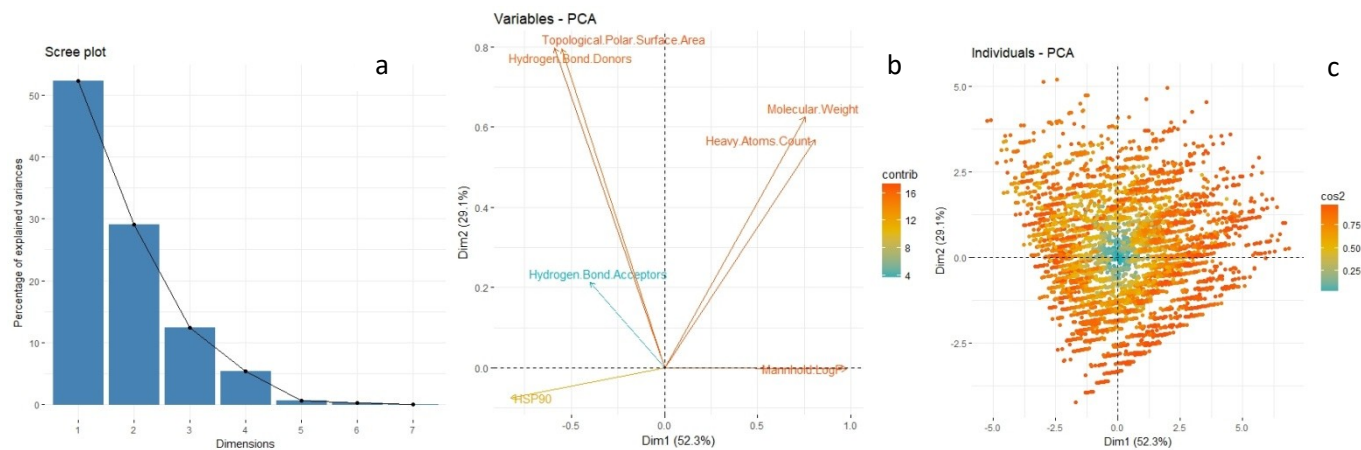 Scree plot
a
Percentage of explained variances
50
40
30
20
10
0
1 2 3 4 5 6 7
Dimensions
Variables - PCA
b
Topological.Polar.Surface.Area
Hydrogen.Bond.Donors
Molecular.Weight
Heavy.Atoms.Count
Hydrogen.Bond.Acceptors
Mannhold.LogP
HSP90
Dim2 (29.1%)
0.8
0.6
0.4
0.2
0.0
-0.5 0.0 0.5 1.0
Dim1 (52.3%)
contrib
16
12
8
4
Individuals - PCA
c
Dim2 (29.1%)
5.0
2.5
0.0
-2.5
-5.0 -2.5 0.0 2.5 5.0
Dim1 (52.3%)
cos2
0.75
0.50
0.25